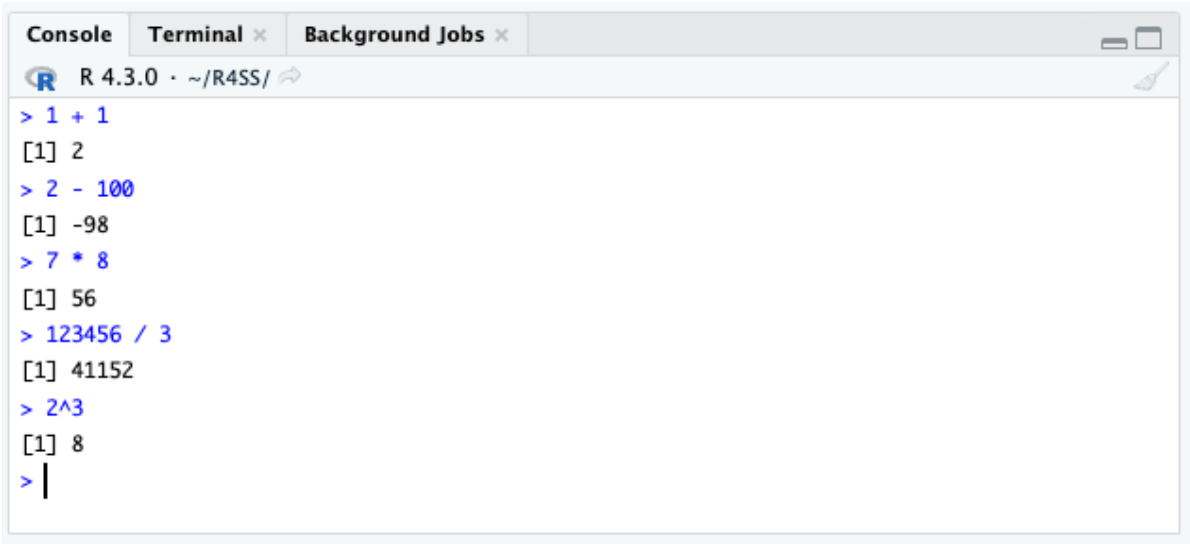 Console Terminal × Background Jobs ×
R R 4.3.0 · ~/R4SS/
> 1 + 1
[1] 2
> 2 - 100
[1] -98
> 7 * 8
[1] 56
> 123456 / 3
[1] 41152
> 2^3
[1] 8
>